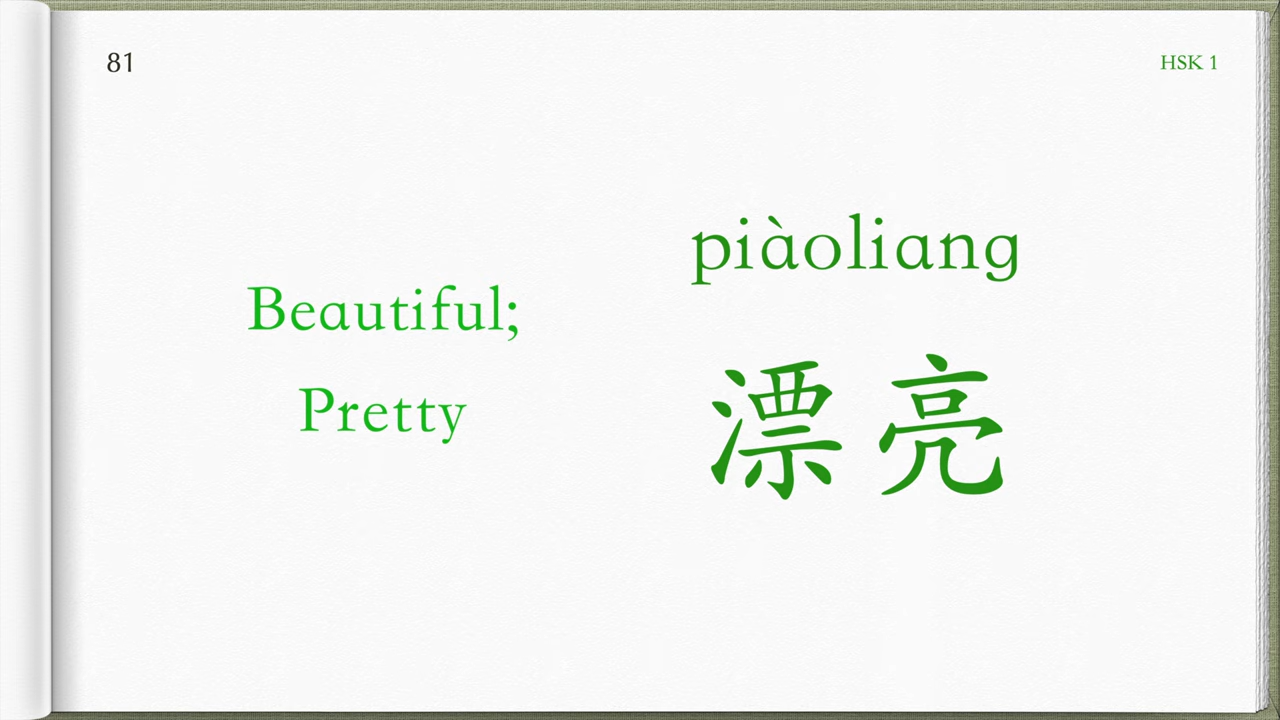 81
HSK 1
Beautiful;
Pretty
piàoliang
漂亮